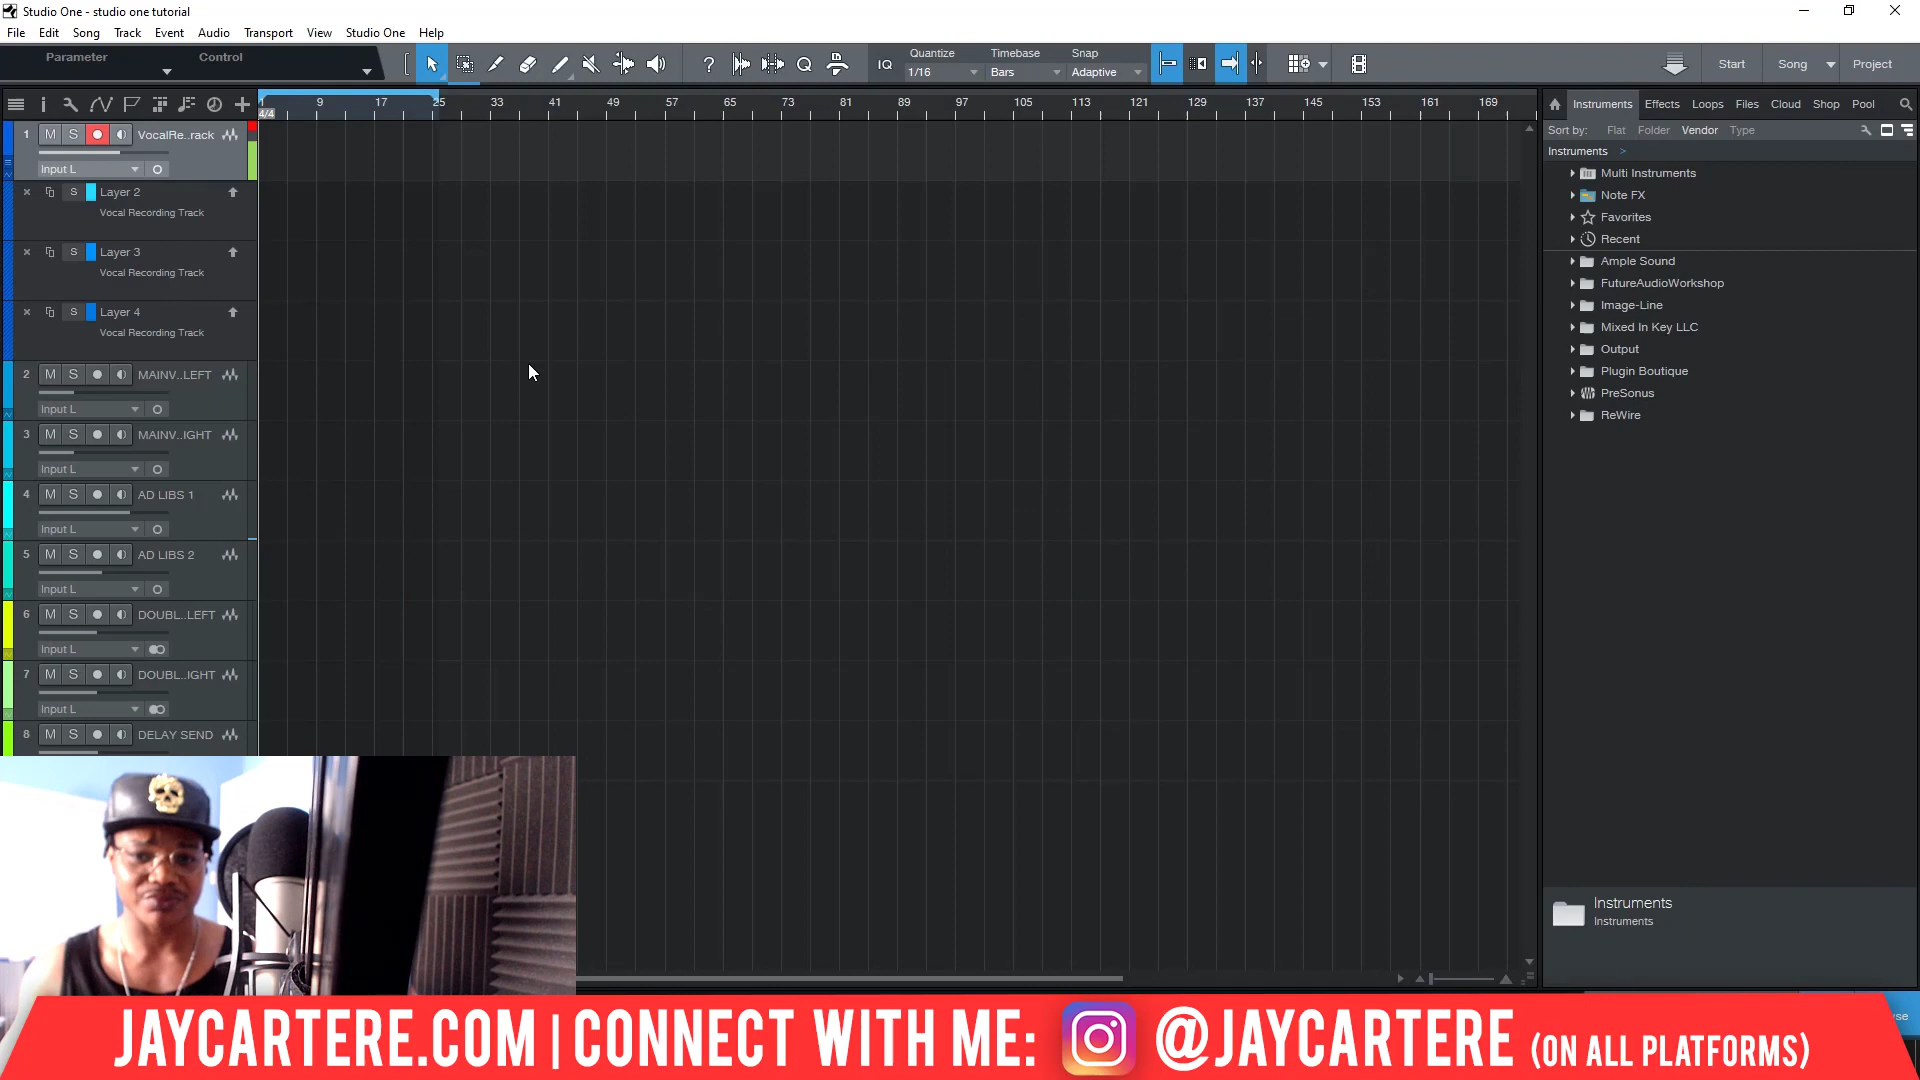 Studio One - studio one tutorial
File Edit Song Track Event Audio Transport View Studio One Help
Parameter Control
IQ Quantize 1/16 Timebase Bars Snap Adaptive
Start Song Project
9 17 25 33 41 49 57 65 73 81 89 97 105 113 121 129 137 145 153 161 169
4/4
1 M S VocalRe..rack
Input L
S Layer 2
Vocal Recording Track
S Layer 3
Vocal Recording Track
S Layer 4
Vocal Recording Track
2 M S MAINV..LEFT
Input L
3 M S MAINV..IGHT
Input L
4 M S AD LIBS 1
Input L
5 M S AD LIBS 2
Input L
6 M S DOUBL..LEFT
Input L
7 M S DOUBL..IGHT
Input L
8 M S DELAY SEND
Instruments Effects Loops Files Cloud Shop Pool
Sort by: Flat Folder Vendor Type
Instruments >
Multi Instruments
Note FX
Favorites
Recent
Ample Sound
FutureAudioWorkshop
Image-Line
Mixed In Key LLC
Output
Plugin Boutique
PreSonus
ReWire
Instruments
Instruments
JAYCARTERE.COM | CONNECT WITH ME: @JAYCARTERE (ON ALL PLATFORMS)